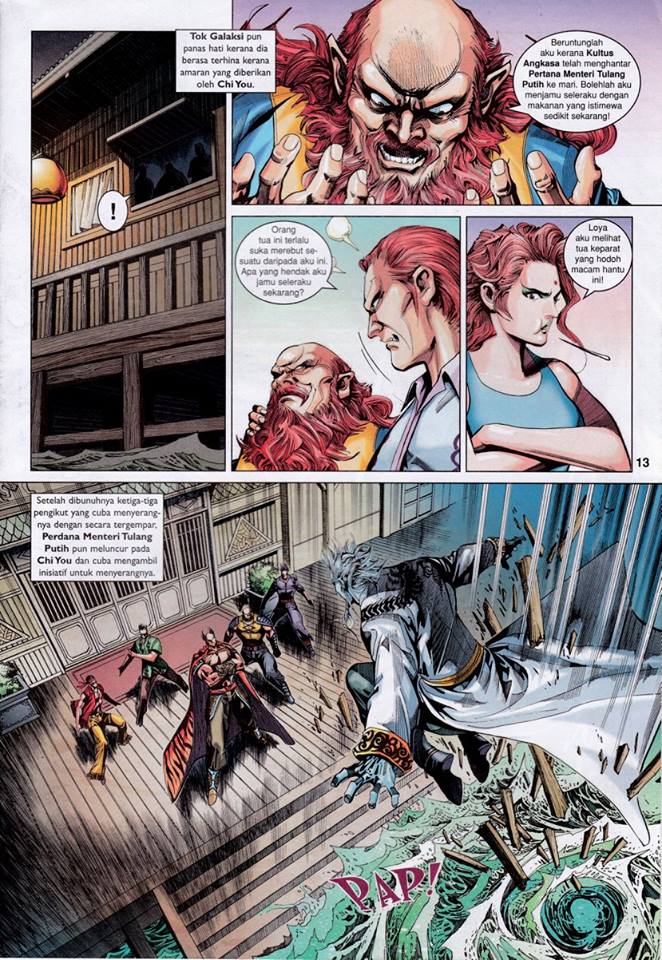 Tok Galaksi pun
panas hati kerana dia
berasa terhina kerana
amaran yang diberikan
oleh Chi You.
Beruntunglah
aku kerana Kultus
Angkasa telah menghantar
Pertana Menteri Tulang
Putih ke mari. Bolehlah aku
menjamu seleraku dengan
makanan yang istimewa
sedikit sekarang!
!
Orang
tua ini terlalu
suka merebut se-
suatu daripada aku ini.
Apa yang hendak aku
jamu seleraku
sekarang?
Loya
aku melihat
tua keparat
yang hodoh
macam hantu
ini!
13
Setelah dibunuhnya ketiga-tiga
pengikut yang cuba menyerang-
nya dengan secara tergempar,
Perdana Menteri Tulang
Putih pun meluncur pada
Chi You dan cuba mengambil
inisiatif untuk menyerangnya.
PAP!